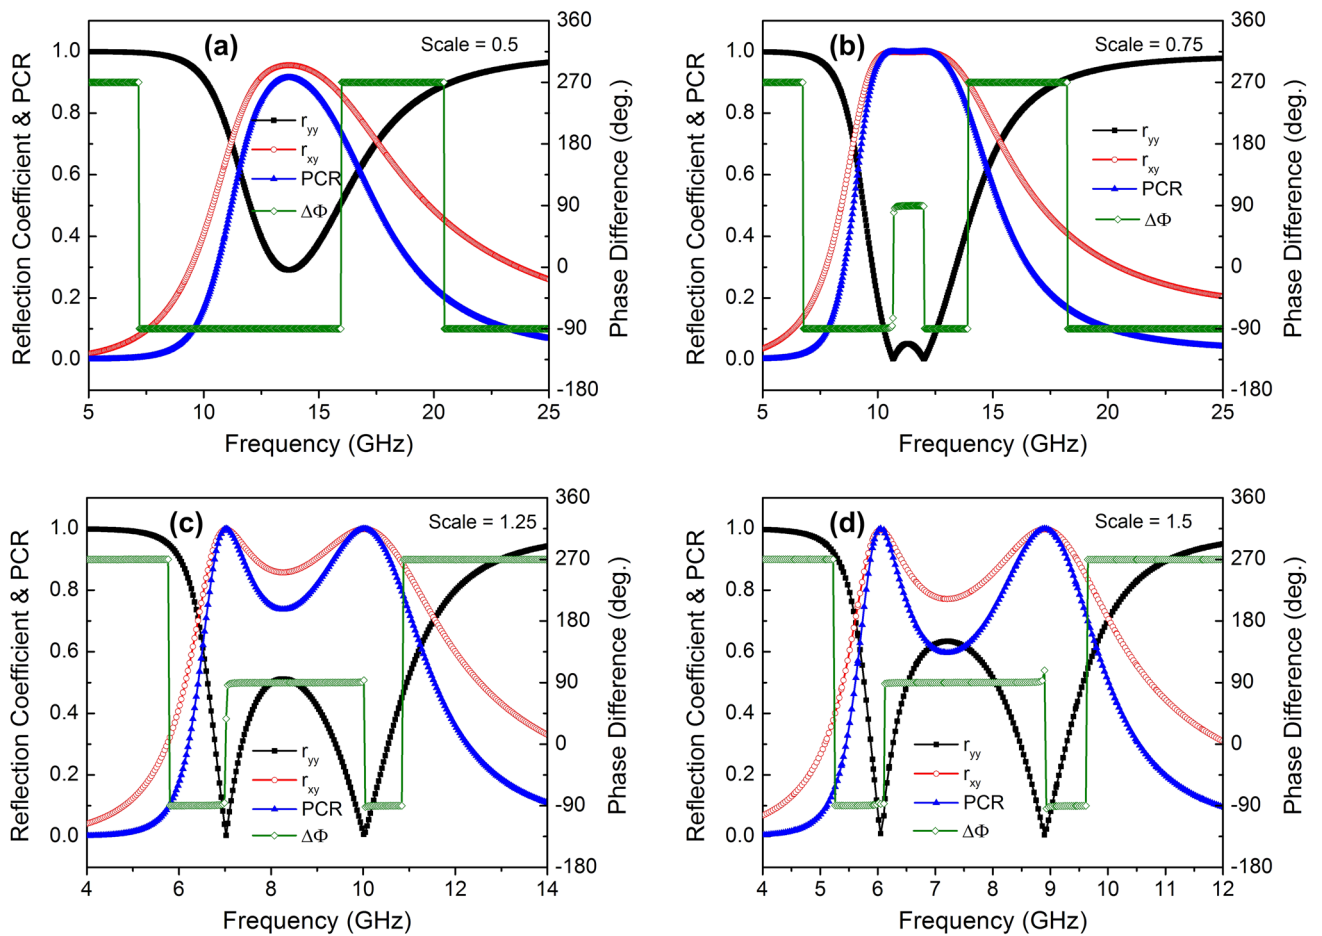 (a)
Scale = 0.5
Reflection Coefficient & PCR
1.0
0.8
0.6
0.4
0.2
0.0
r_yy
r_xy
PCR
ΔΦ
360
270
180
90
0
-90
-180
Phase Difference (deg.)
5 10 15 20 25
Frequency (GHz)
(b)
Scale = 0.75
Reflection Coefficient & PCR
1.0
0.8
0.6
0.4
0.2
0.0
r_yy
r_xy
PCR
ΔΦ
360
270
180
90
0
-90
-180
Phase Difference (deg.)
5 10 15 20 25
Frequency (GHz)
(c)
Scale = 1.25
Reflection Coefficient & PCR
1.0
0.8
0.6
0.4
0.2
0.0
r_yy
r_xy
PCR
ΔΦ
360
270
180
90
0
-90
-180
Phase Difference (deg.)
4 6 8 10 12 14
Frequency (GHz)
(d)
Scale = 1.5
Reflection Coefficient & PCR
1.0
0.8
0.6
0.4
0.2
0.0
r_yy
r_xy
PCR
ΔΦ
360
270
180
90
0
-90
-180
Phase Difference (deg.)
4 5 6 7 8 9 10 11 12
Frequency (GHz)